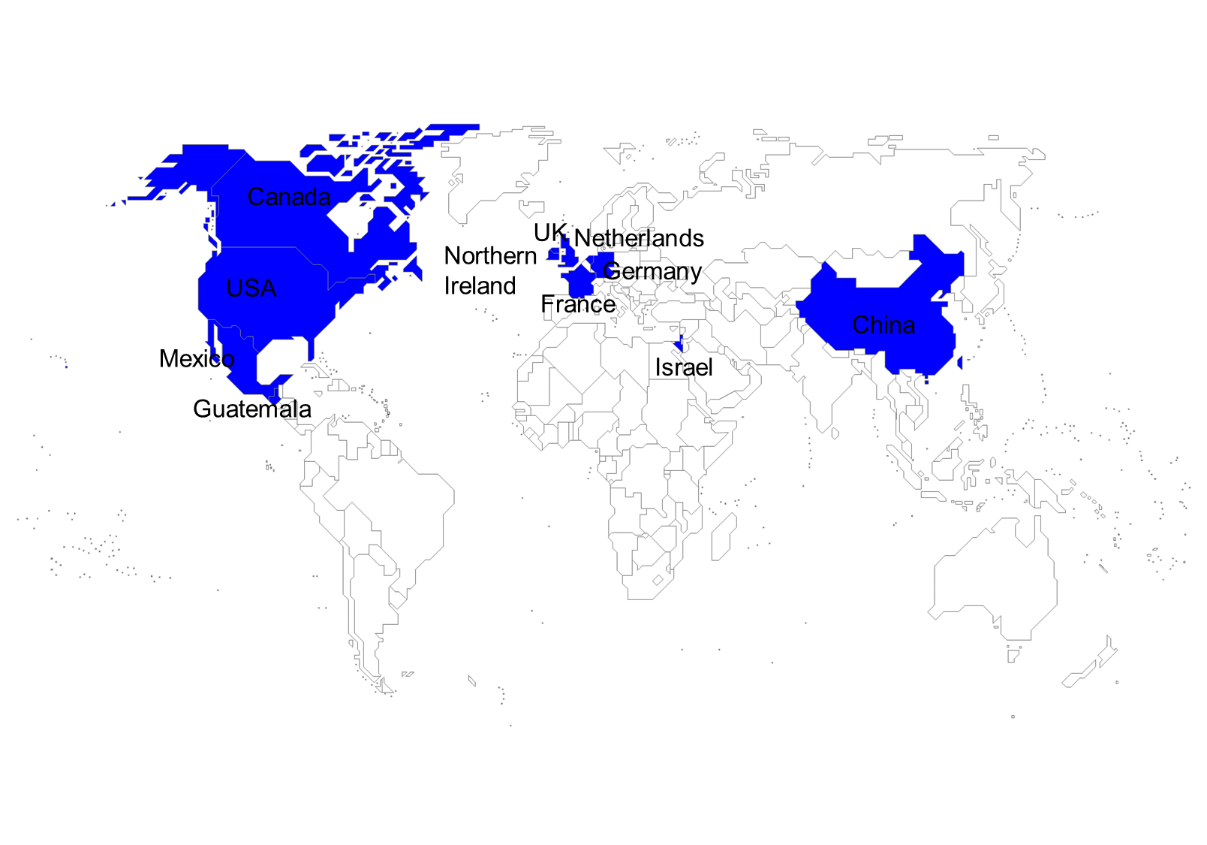 Canada
UK
Netherlands
Northern
Ireland
Germany
USA
France
China
Mexico
Israel
Guatemala